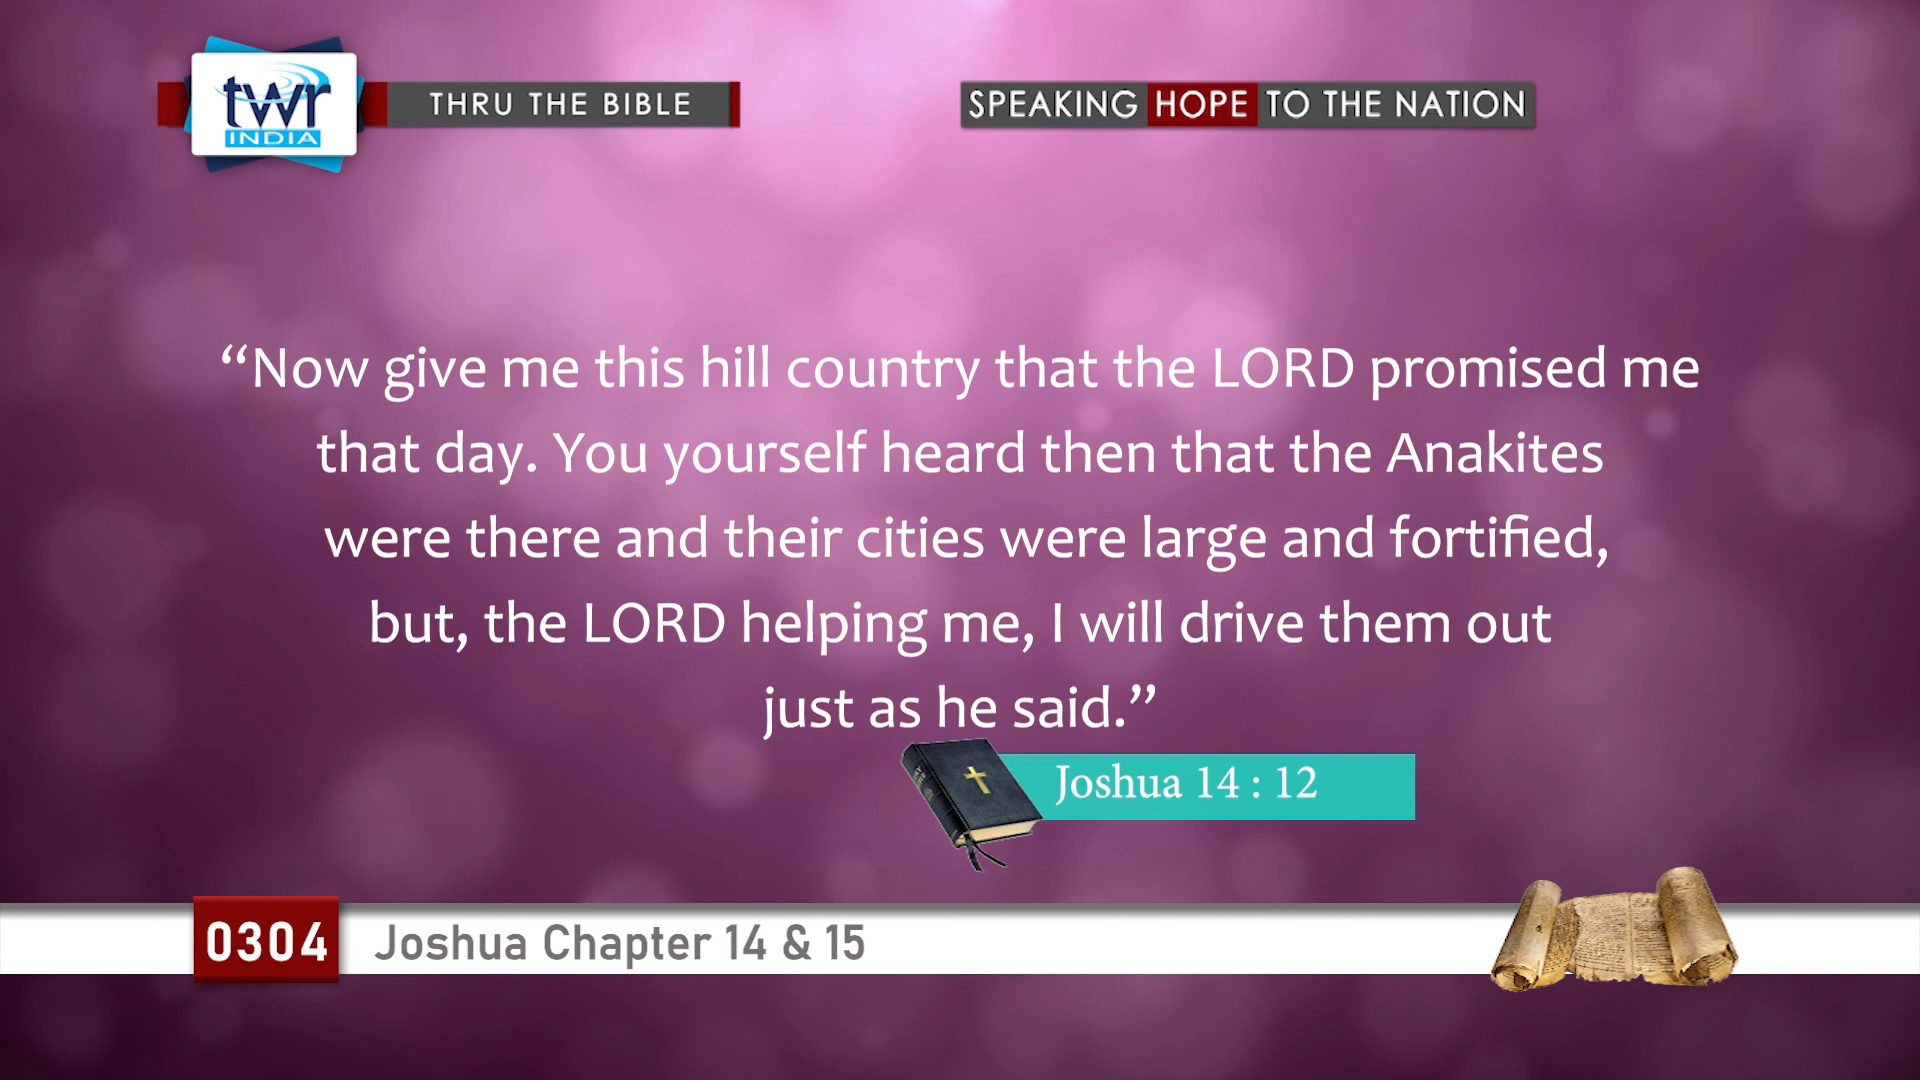 twr
INDIA
THRU THE BIBLE
SPEAKING HOPE TO THE NATION
“Now give me this hill country that the LORD promised me
that day. You yourself heard then that the Anakites
were there and their cities were large and fortified,
but, the LORD helping me, I will drive them out
just as he said.”
Joshua 14 : 12
0304
Joshua Chapter 14 & 15